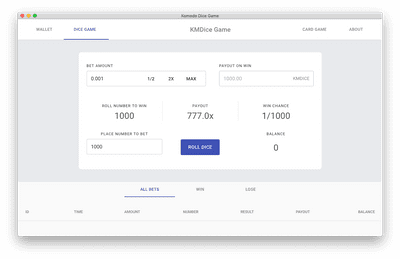 Komodo Dice Game
WALLET DICE GAME KMDice Game CARD GAME ABOUT
BET AMOUNT PAYOUT ON WIN
0.001 1/2 2X MAX 1000.00 KMDICE
ROLL NUMBER TO WIN PAYOUT WIN CHANCE
1000 777.0x 1/1000
PLACE NUMBER TO BET BALANCE
1000 ROLL DICE 0
ALL BETS WIN LOSE
ID TIME AMOUNT NUMBER RESULT PAYOUT BALANCE